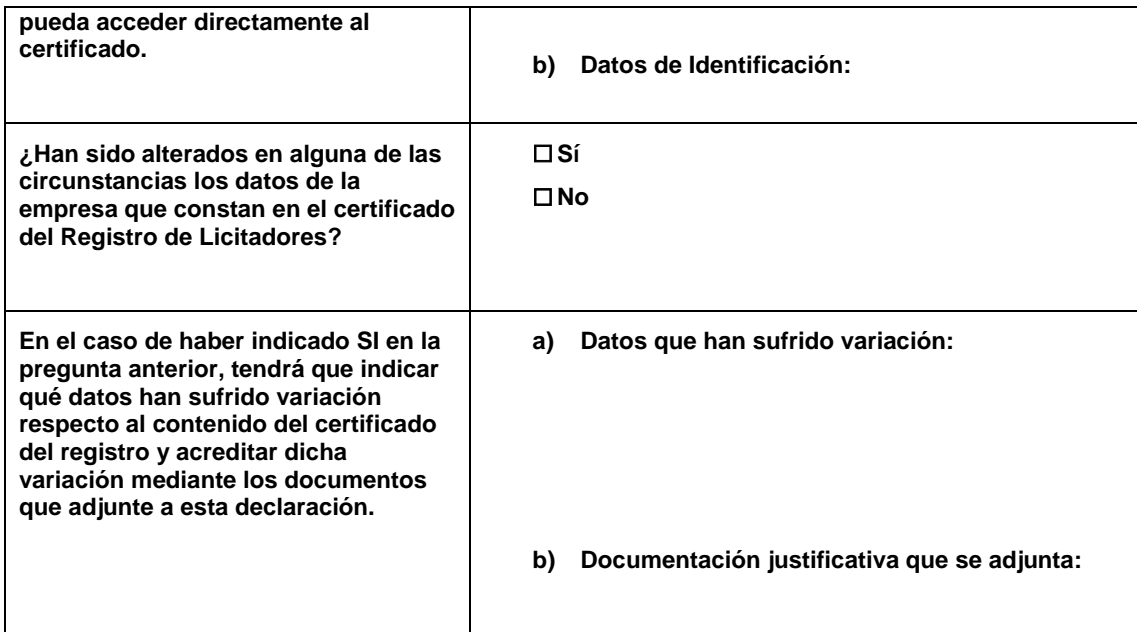 pueda acceder directamente al
certificado.
b) Datos de Identificación:
¿Han sido alterados en alguna de las
circunstancias los datos de la
empresa que constan en el certificado
del Registro de Licitadores?
☐ Sí
☐ No
En el caso de haber indicado SI en la
pregunta anterior, tendrá que indicar
qué datos han sufrido variación
respecto al contenido del certificado
del registro y acreditar dicha
variación mediante los documentos
que adjunte a esta declaración.
a) Datos que han sufrido variación:
b) Documentación justificativa que se adjunta: